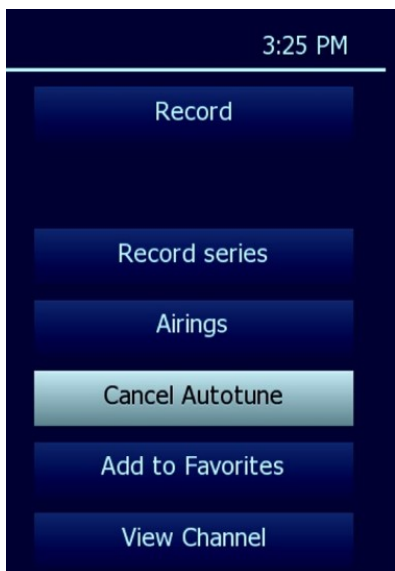 3:25 PM
Record
Record series
Airings
Cancel Autotune
Add to Favorites
View Channel